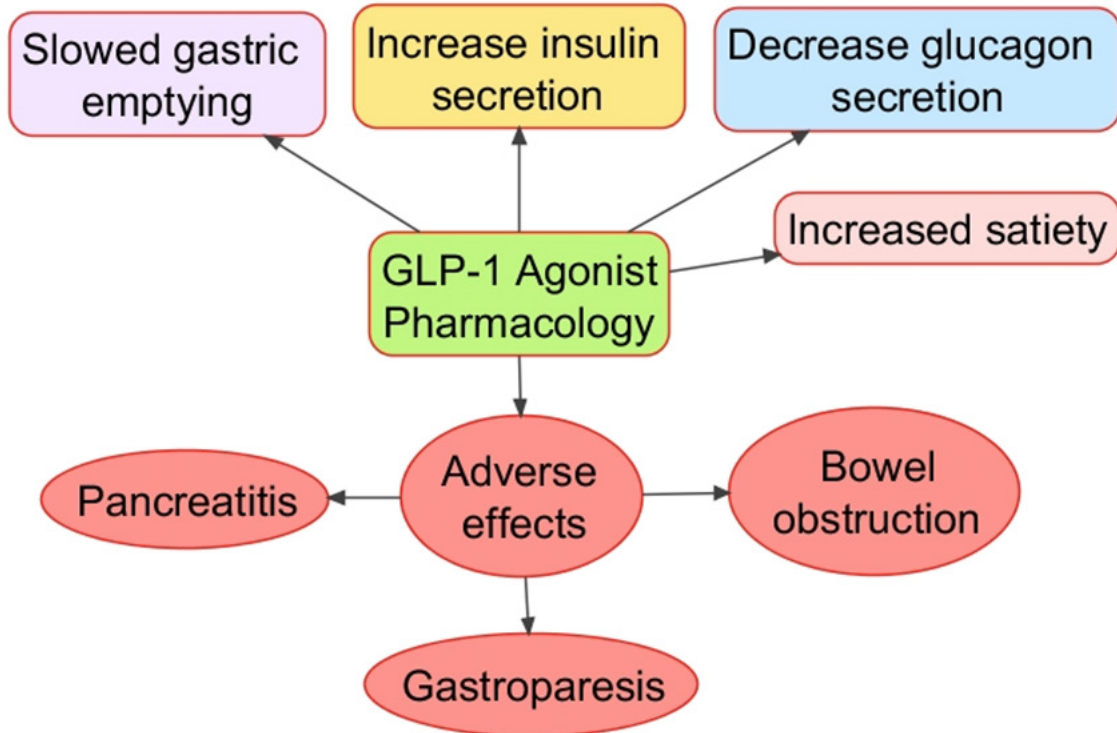 Slowed gastric
emptying
Increase insulin
secretion
Decrease glucagon
secretion
Increased satiety
GLP-1 Agonist
Pharmacology
Adverse
effects
Pancreatitis
Bowel
obstruction
Gastroparesis